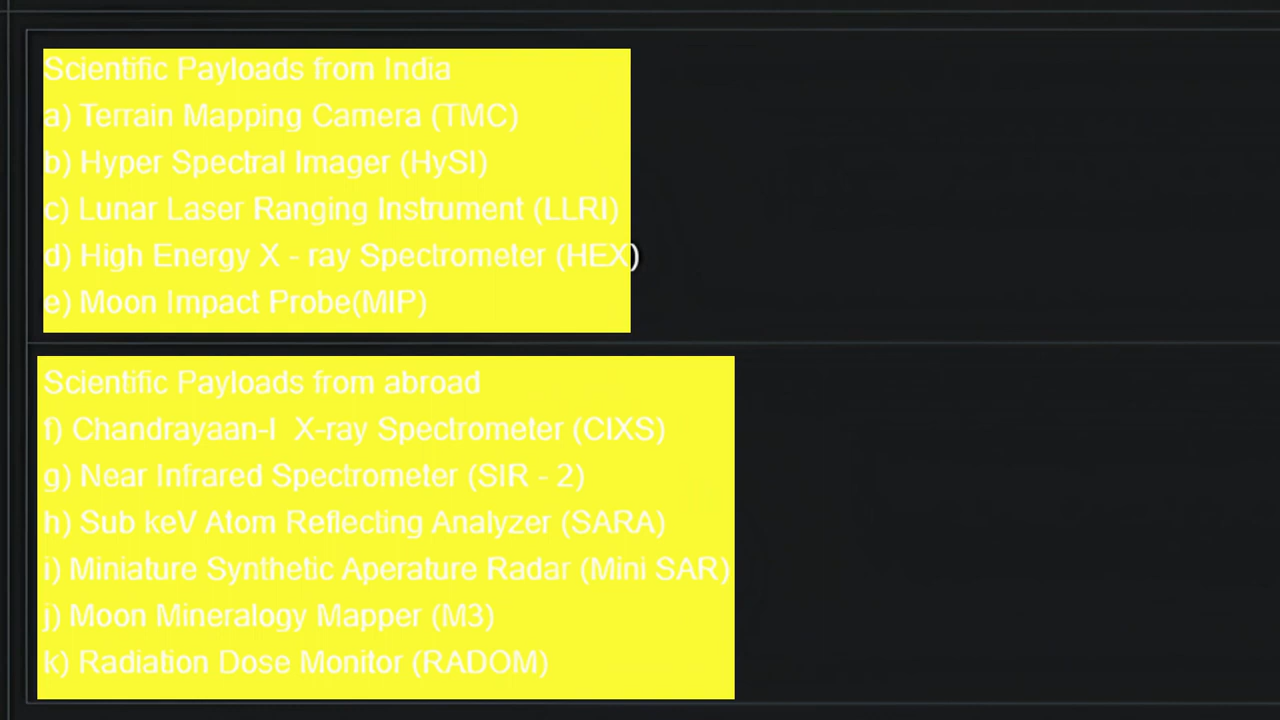 Scientific Payloads from India
a) Terrain Mapping Camera (TMC)
b) Hyper Spectral Imager (HySI)
c) Lunar Laser Ranging Instrument (LLRI)
d) High Energy X - ray Spectrometer (HEX)
e) Moon Impact Probe(MIP)
Scientific Payloads from abroad
f) Chandrayaan-I  X-ray Spectrometer (CIXS)
g) Near Infrared Spectrometer (SIR - 2)
h) Sub keV Atom Reflecting Analyzer (SARA)
i) Miniature Synthetic Aperature Radar (Mini SAR)
j) Moon Mineralogy Mapper (M3)
k) Radiation Dose Monitor (RADOM)